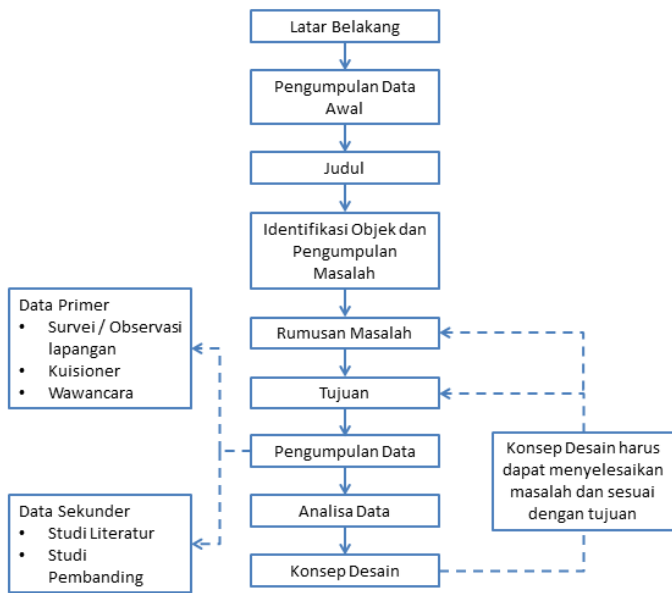 Latar Belakang
Pengumpulan Data
Awal
Judul
Identifikasi Objek dan
Pengumpulan
Masalah
Data Primer
• Survei / Observasi
lapangan
• Kuisioner
• Wawancara
Rumusan Masalah
Tujuan
Pengumpulan Data
Konsep Desain harus
dapat menyelesaikan
masalah dan sesuai
dengan tujuan
Data Sekunder
• Studi Literatur
• Studi
Pembanding
Analisa Data
Konsep Desain